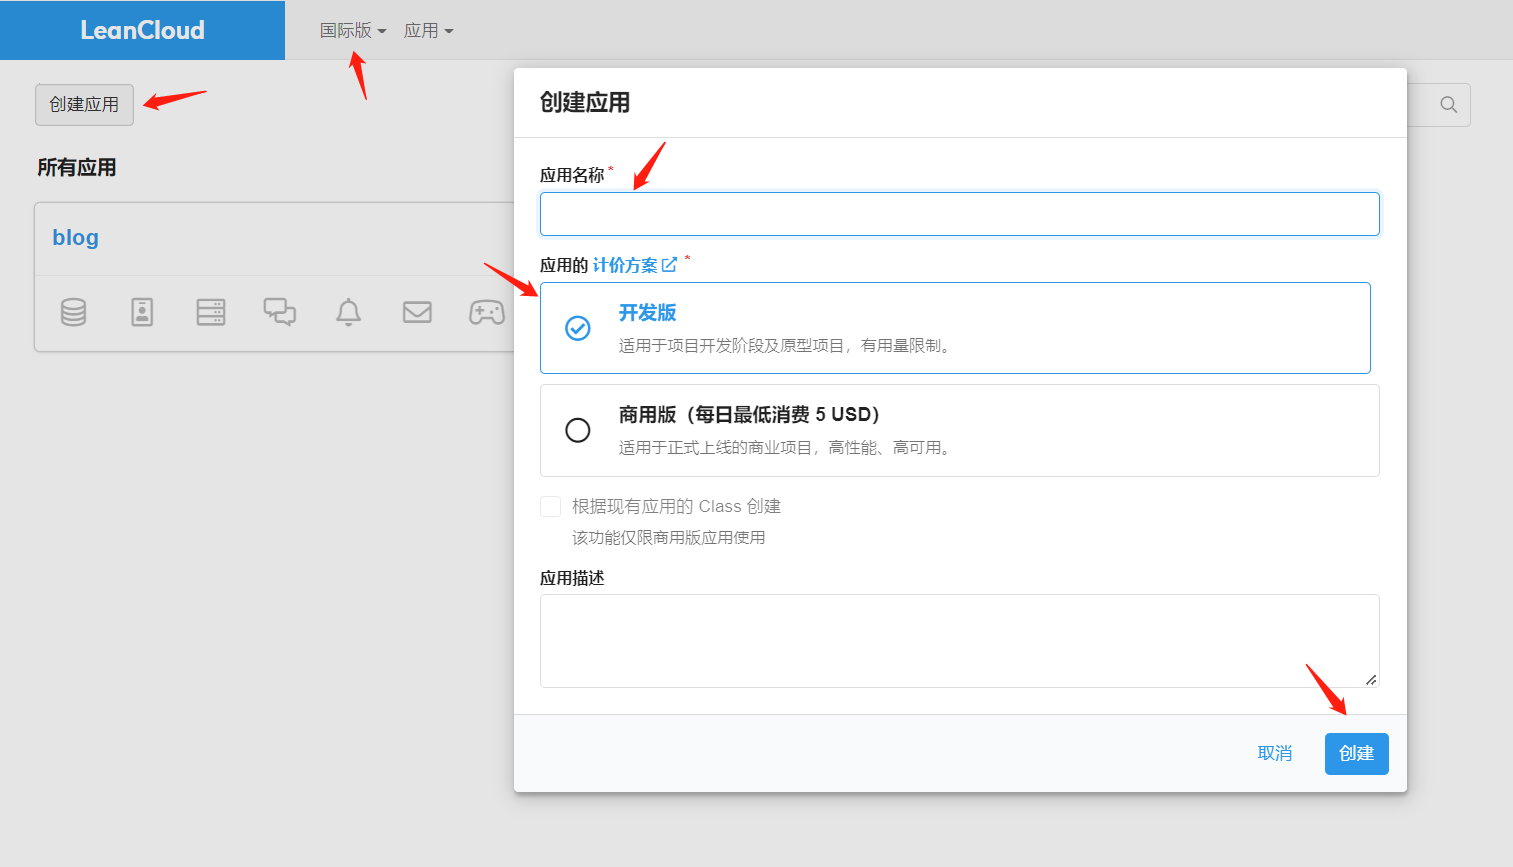 LeanCloud
国际版 应用
创建应用
所有应用
blog
创建应用
应用名称*
应用的 计价方案 *
开发版
适用于项目开发阶段及原型项目，有用量限制。
商用版（每日最低消费 5 USD）
适用于正式上线的商业项目，高性能、高可用。
根据现有应用的 Class 创建
该功能仅限商用版应用使用
应用描述
取消 创建